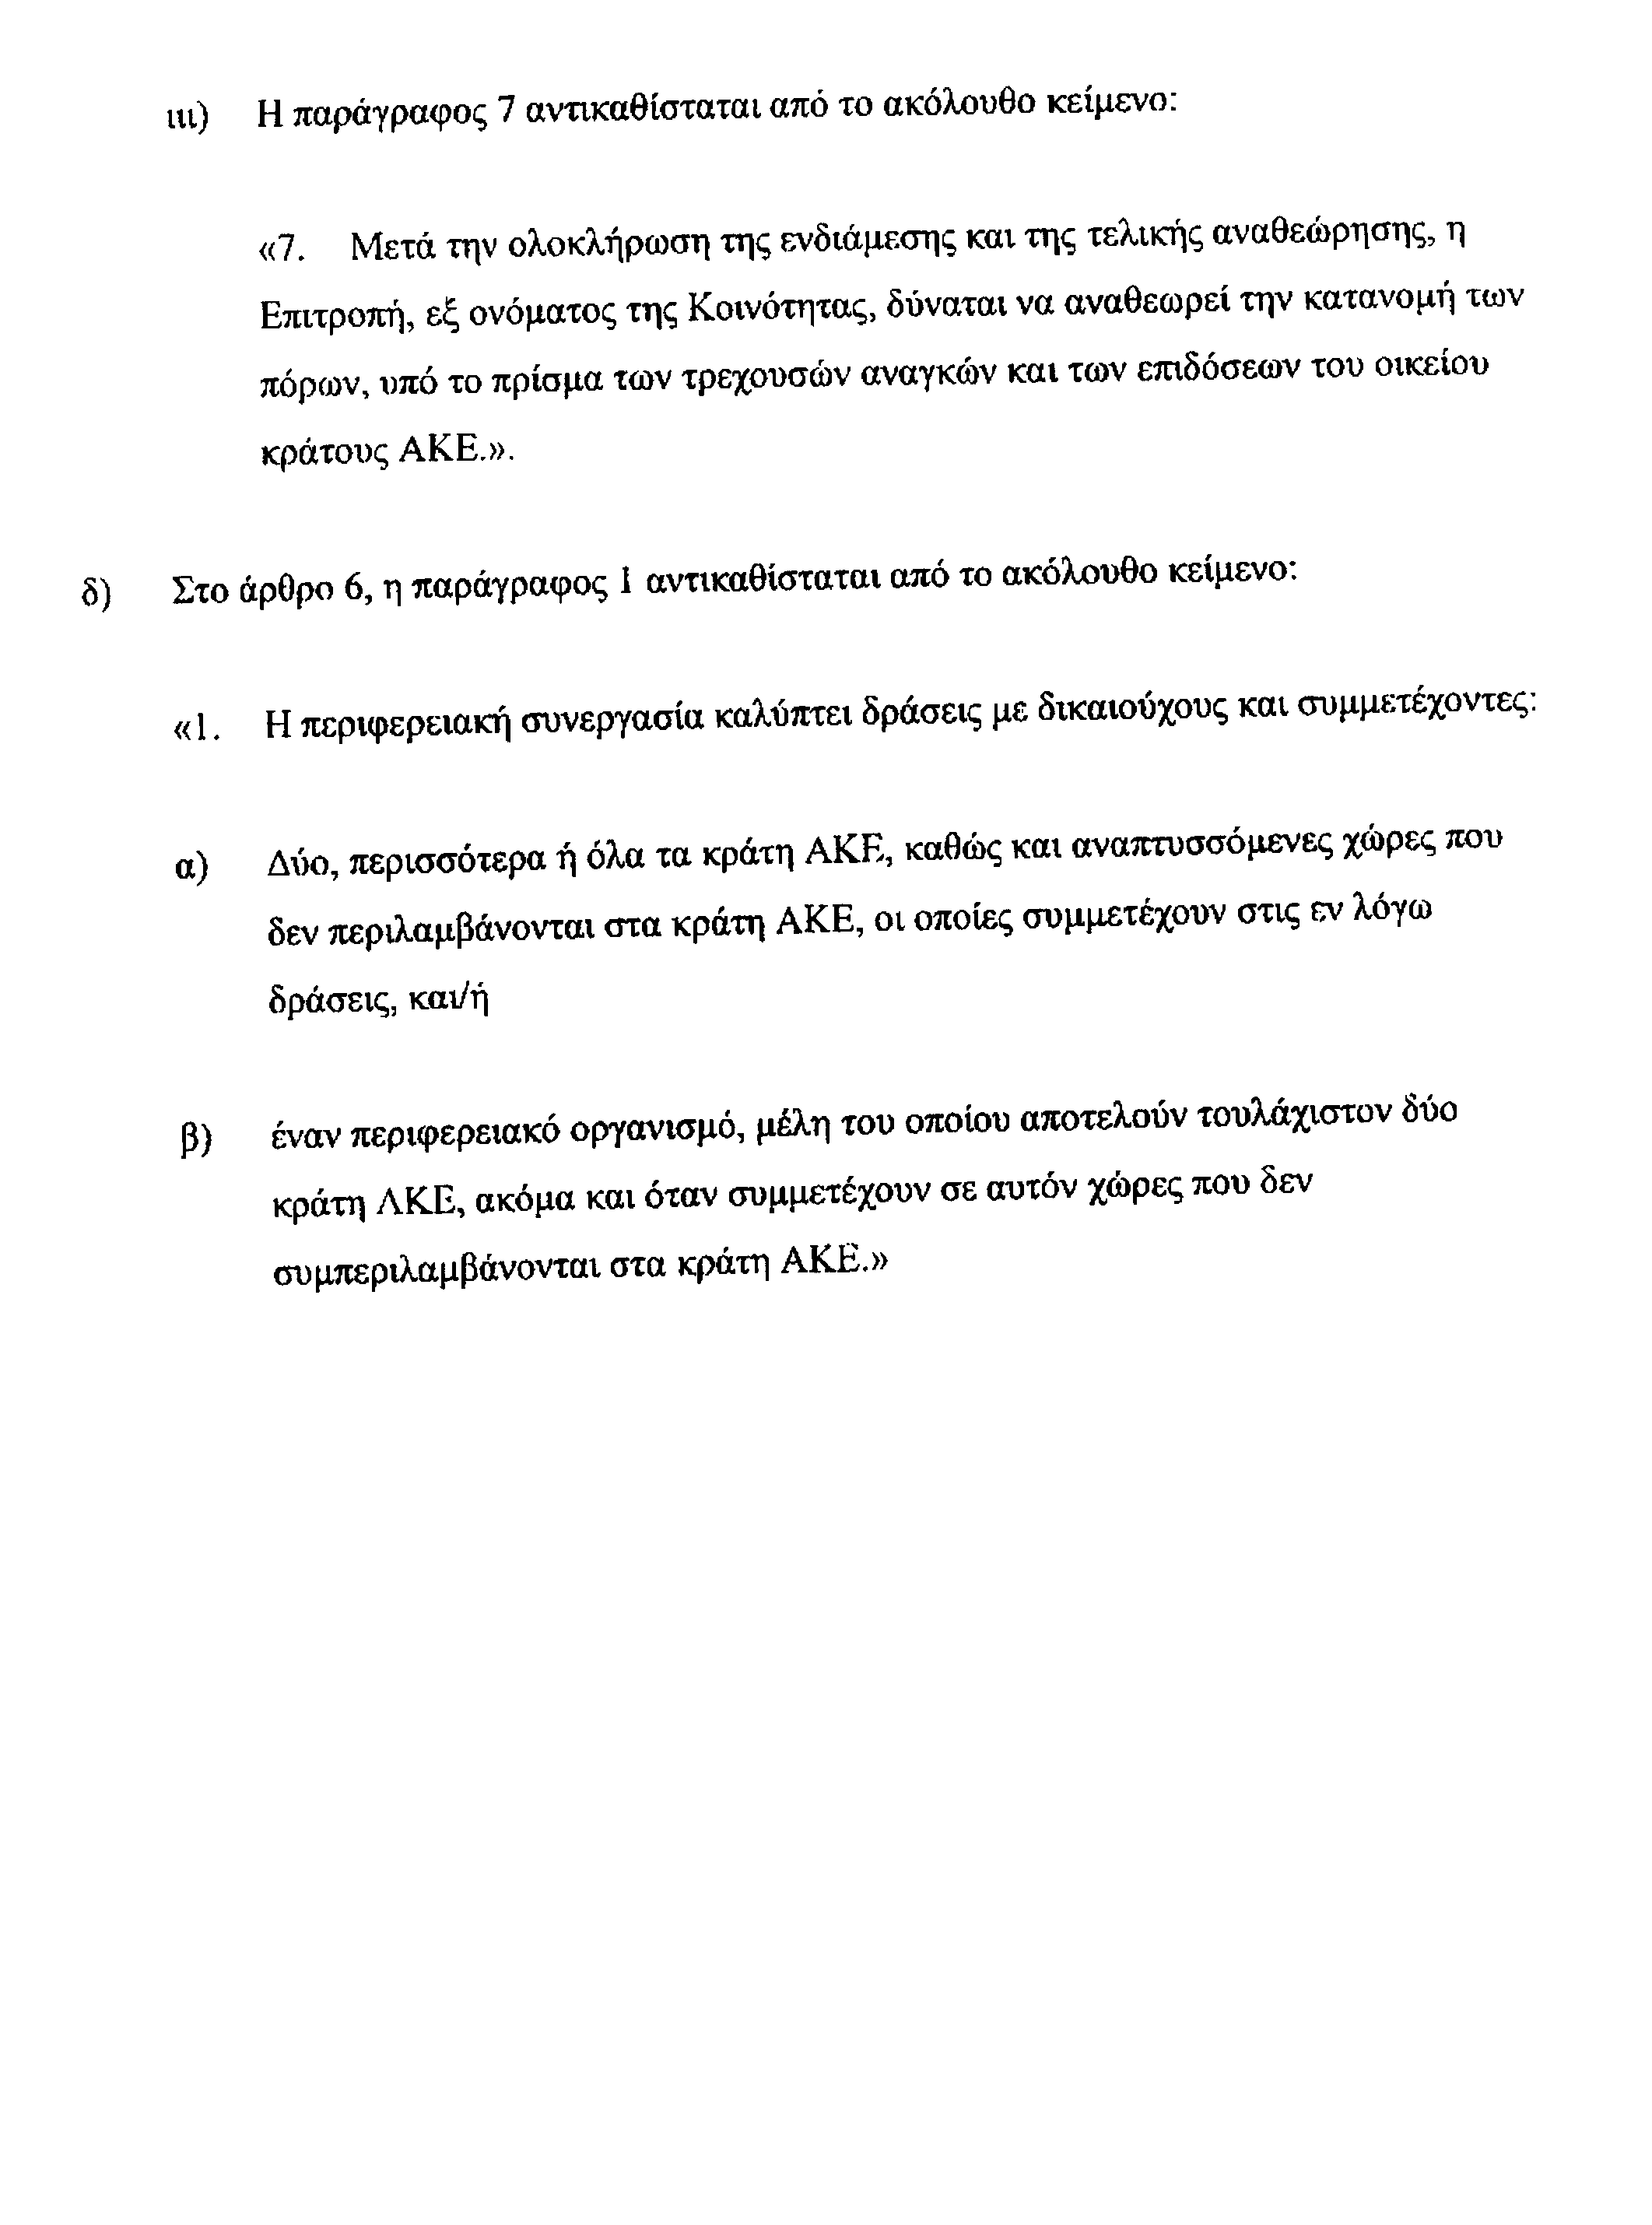 ιιι) Η παράγραφος 7 αντικαθίσταται από το ακόλουθο κείμενο:
«7. Μετά την ολοκλήρωση της ενδιάμεσης και της τελικής αναθεώρησης, η
Επιτροπή, εξ ονόματος της Κοινότητας, δύναται να αναθεωρεί την κατανομή των
πόρων, υπό το πρίσμα των τρεχουσών αναγκών και των επιδόσεων του οικείου
κράτους ΑΚΕ.».
δ) Στο άρθρο 6, η παράγραφος 1 αντικαθίσταται από το ακόλουθο κείμενο:
«1. Η περιφερειακή συνεργασία καλύπτει δράσεις με δικαιούχους και συμμετέχοντες:
α) Δύο, περισσότερα ή όλα τα κράτη ΑΚΕ, καθώς και αναπτυσσόμενες χώρες που
δεν περιλαμβάνονται στα κράτη ΑΚΕ, οι οποίες συμμετέχουν στις εν λόγω
δράσεις, και/ή
β) έναν περιφερειακό οργανισμό, μέλη του οποίου αποτελούν τουλάχιστον δύο
κράτη ΑΚΕ, ακόμα και όταν συμμετέχουν σε αυτόν χώρες που δεν
συμπεριλαμβάνονται στα κράτη ΑΚΕ.»